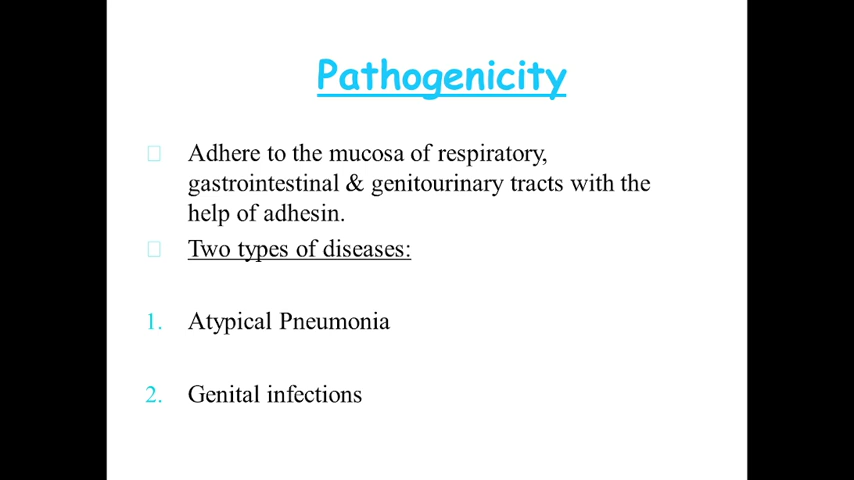 Pathogenicity
Adhere to the mucosa of respiratory,
gastrointestinal & genitourinary tracts with the
help of adhesin.
Two types of diseases:
1. Atypical Pneumonia
2. Genital infections